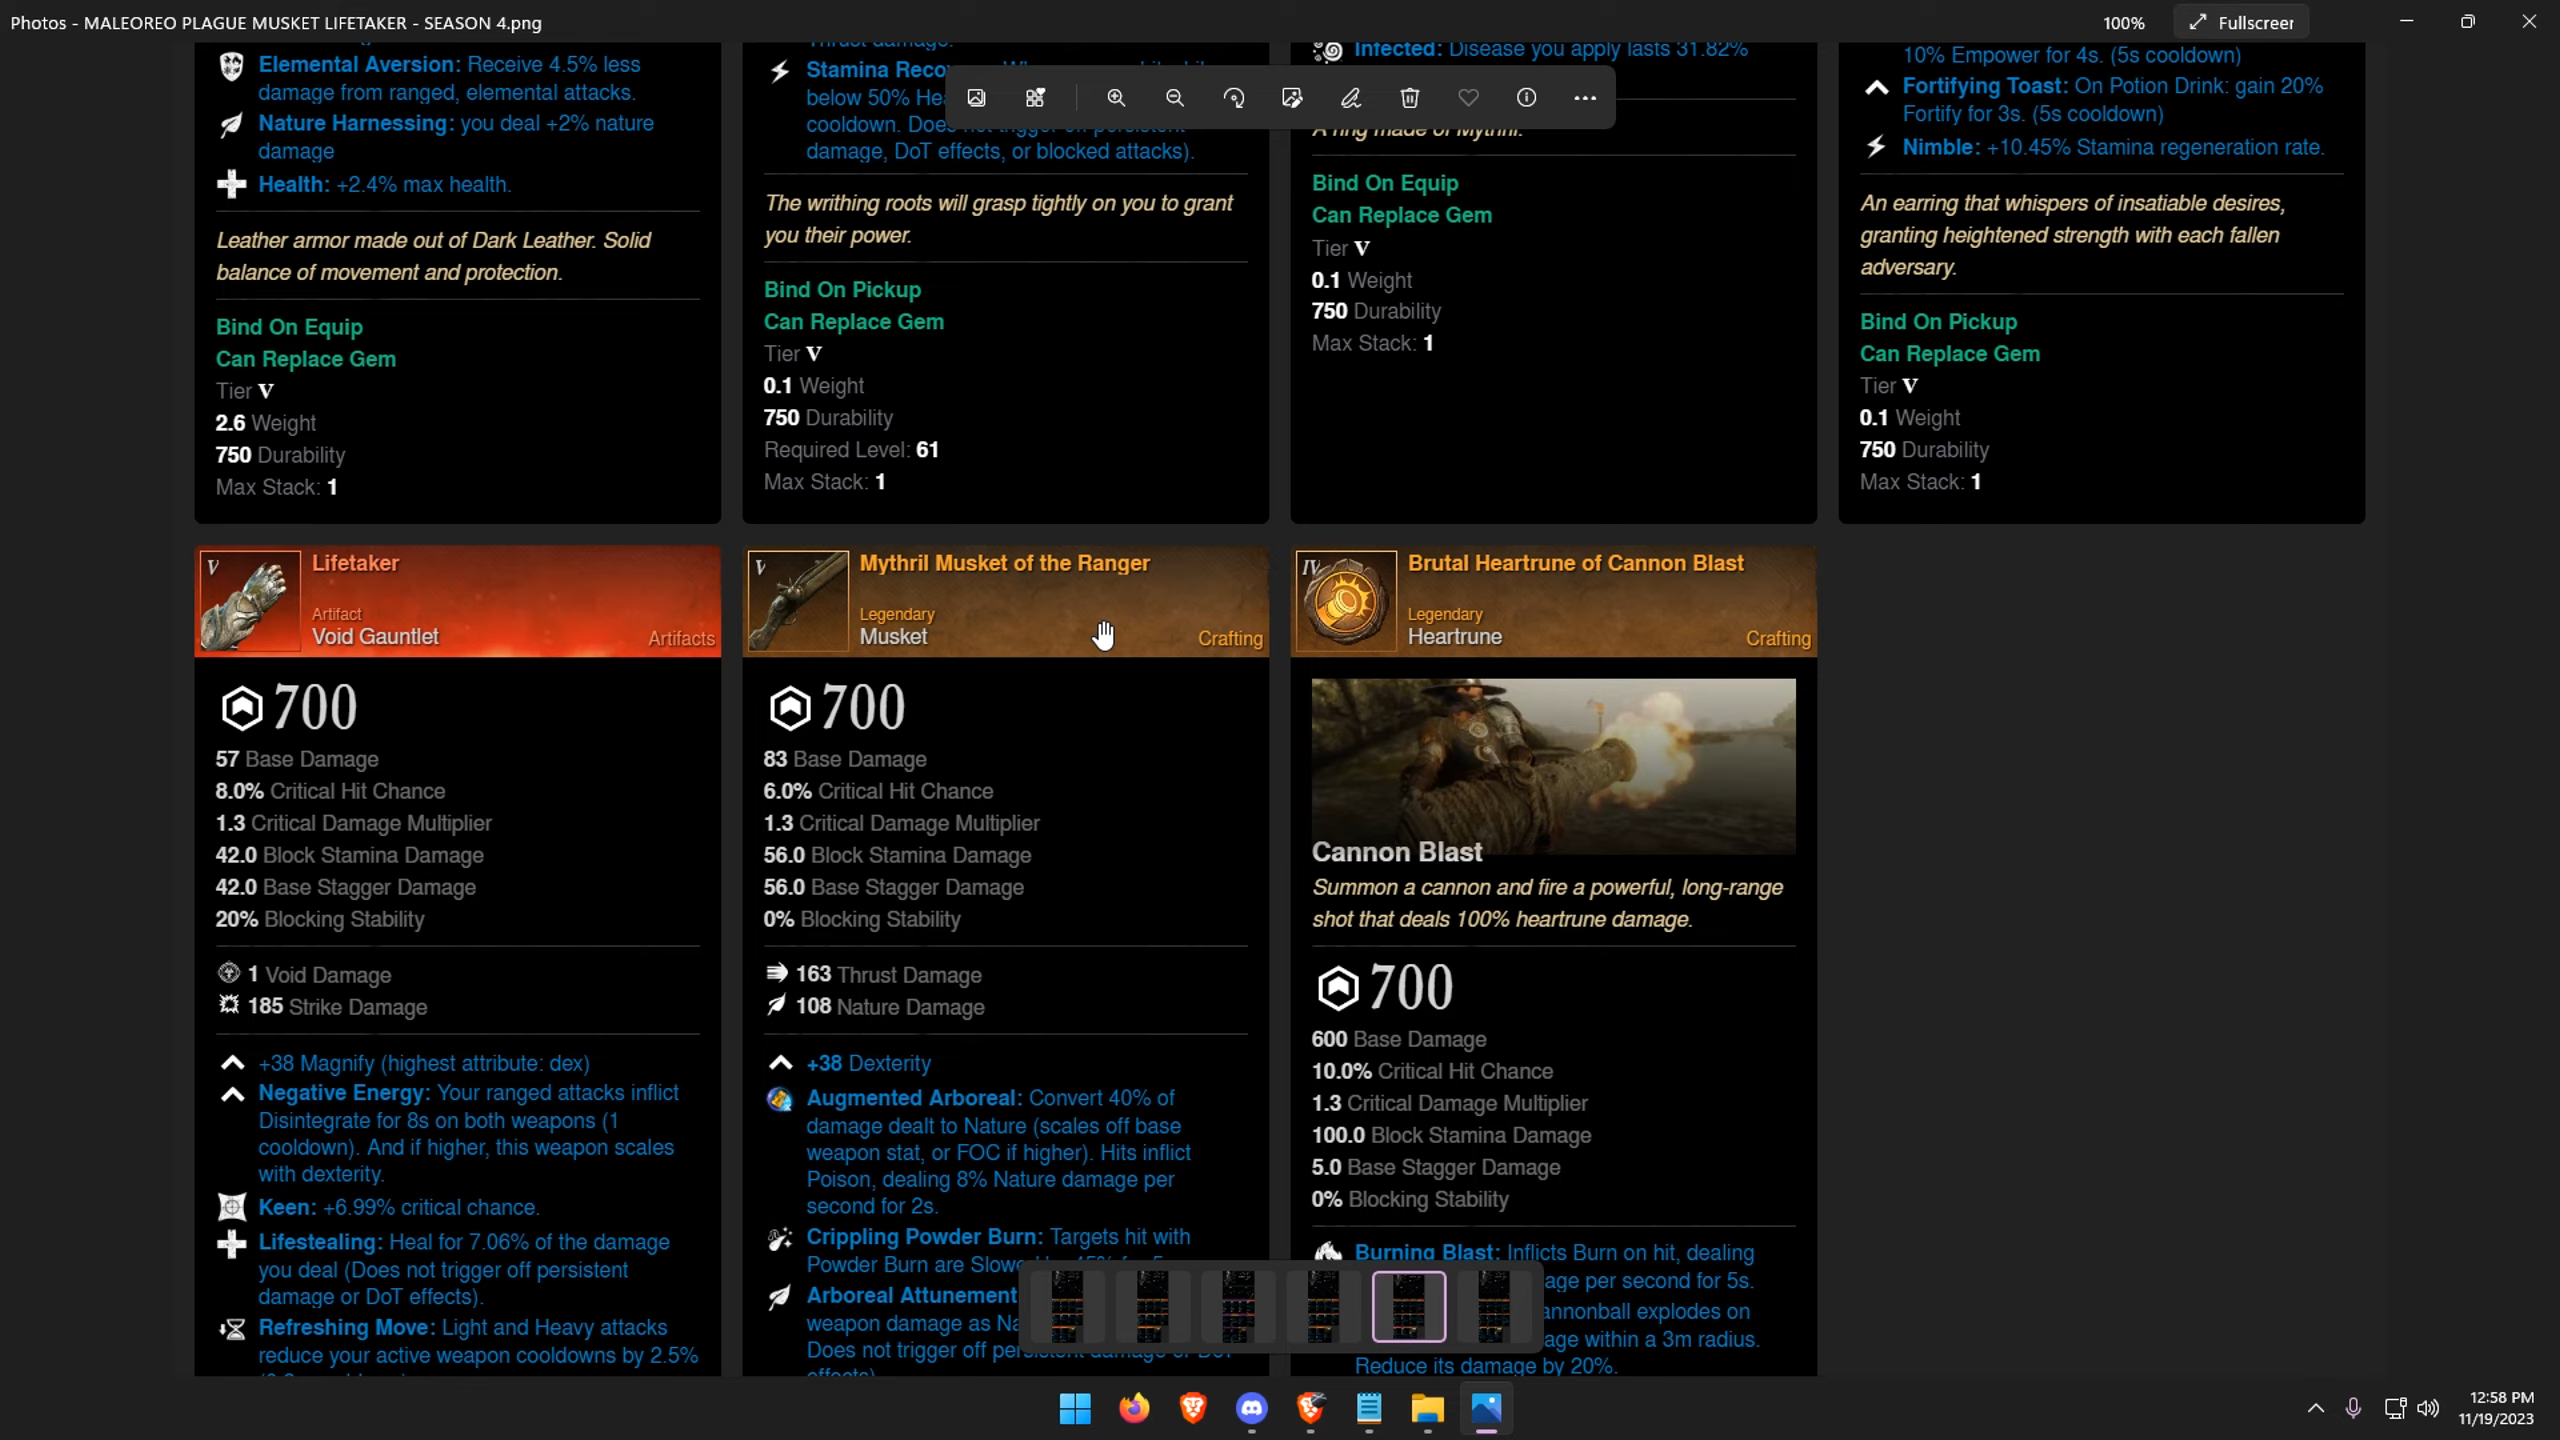 Photos - MALEOREO PLAGUE MUSKET LIFETAKER - SEASON 4.png
100%
Fullscreen
Elemental Aversion: Receive 4.5% less
damage from ranged, elemental attacks.
Nature Harnessing: you deal +2% nature
damage
Health: +2.4% max health.
Leather armor made out of Dark Leather. Solid
balance of movement and protection.
Bind On Equip
Can Replace Gem
Tier V
2.6 Weight
750 Durability
Max Stack: 1
Thrust damage.
Stamina Reco
below 50% Hea
cooldown. Does not trigger off persistent
damage, DoT effects, or blocked attacks).
The writhing roots will grasp tightly on you to grant
you their power.
Bind On Pickup
Can Replace Gem
Tier V
0.1 Weight
750 Durability
Required Level: 61
Max Stack: 1
Infected: Disease you apply lasts 31.82%
A ring made of Mythril.
Bind On Equip
Can Replace Gem
Tier V
0.1 Weight
750 Durability
Max Stack: 1
10% Empower for 4s. (5s cooldown)
Fortifying Toast: On Potion Drink: gain 20%
Fortify for 3s. (5s cooldown)
Nimble: +10.45% Stamina regeneration rate.
An earring that whispers of insatiable desires,
granting heightened strength with each fallen
adversary.
Bind On Pickup
Can Replace Gem
Tier V
0.1 Weight
750 Durability
Max Stack: 1
V
Lifetaker
Artifact
Void Gauntlet
Artifacts
700
57 Base Damage
8.0% Critical Hit Chance
1.3 Critical Damage Multiplier
42.0 Block Stamina Damage
42.0 Base Stagger Damage
20% Blocking Stability
1 Void Damage
185 Strike Damage
+38 Magnify (highest attribute: dex)
Negative Energy: Your ranged attacks inflict
Disintegrate for 8s on both weapons (1
cooldown). And if higher, this weapon scales
with dexterity.
Keen: +6.99% critical chance.
Lifestealing: Heal for 7.06% of the damage
you deal (Does not trigger off persistent
damage or DoT effects).
Refreshing Move: Light and Heavy attacks
reduce your active weapon cooldowns by 2.5%
V
Mythril Musket of the Ranger
Legendary
Musket
Crafting
700
83 Base Damage
6.0% Critical Hit Chance
1.3 Critical Damage Multiplier
56.0 Block Stamina Damage
56.0 Base Stagger Damage
0% Blocking Stability
163 Thrust Damage
108 Nature Damage
+38 Dexterity
Augmented Arboreal: Convert 40% of
damage dealt to Nature (scales off base
weapon stat, or FOC if higher). Hits inflict
Poison, dealing 8% Nature damage per
second for 2s.
Crippling Powder Burn: Targets hit with
Powder Burn are Slowe
Arboreal Attunement
weapon damage as Na
Does not trigger off persistent damage or DoT
effects)
IV
Brutal Heartrune of Cannon Blast
Legendary
Heartrune
Crafting
Cannon Blast
Summon a cannon and fire a powerful, long-range
shot that deals 100% heartrune damage.
700
600 Base Damage
10.0% Critical Hit Chance
1.3 Critical Damage Multiplier
100.0 Block Stamina Damage
5.0 Base Stagger Damage
0% Blocking Stability
Burning Blast: Inflicts Burn on hit, dealing
age per second for 5s.
annonball explodes on
age within a 3m radius.
Reduce its damage by 20%.
12:58 PM
11/19/2023